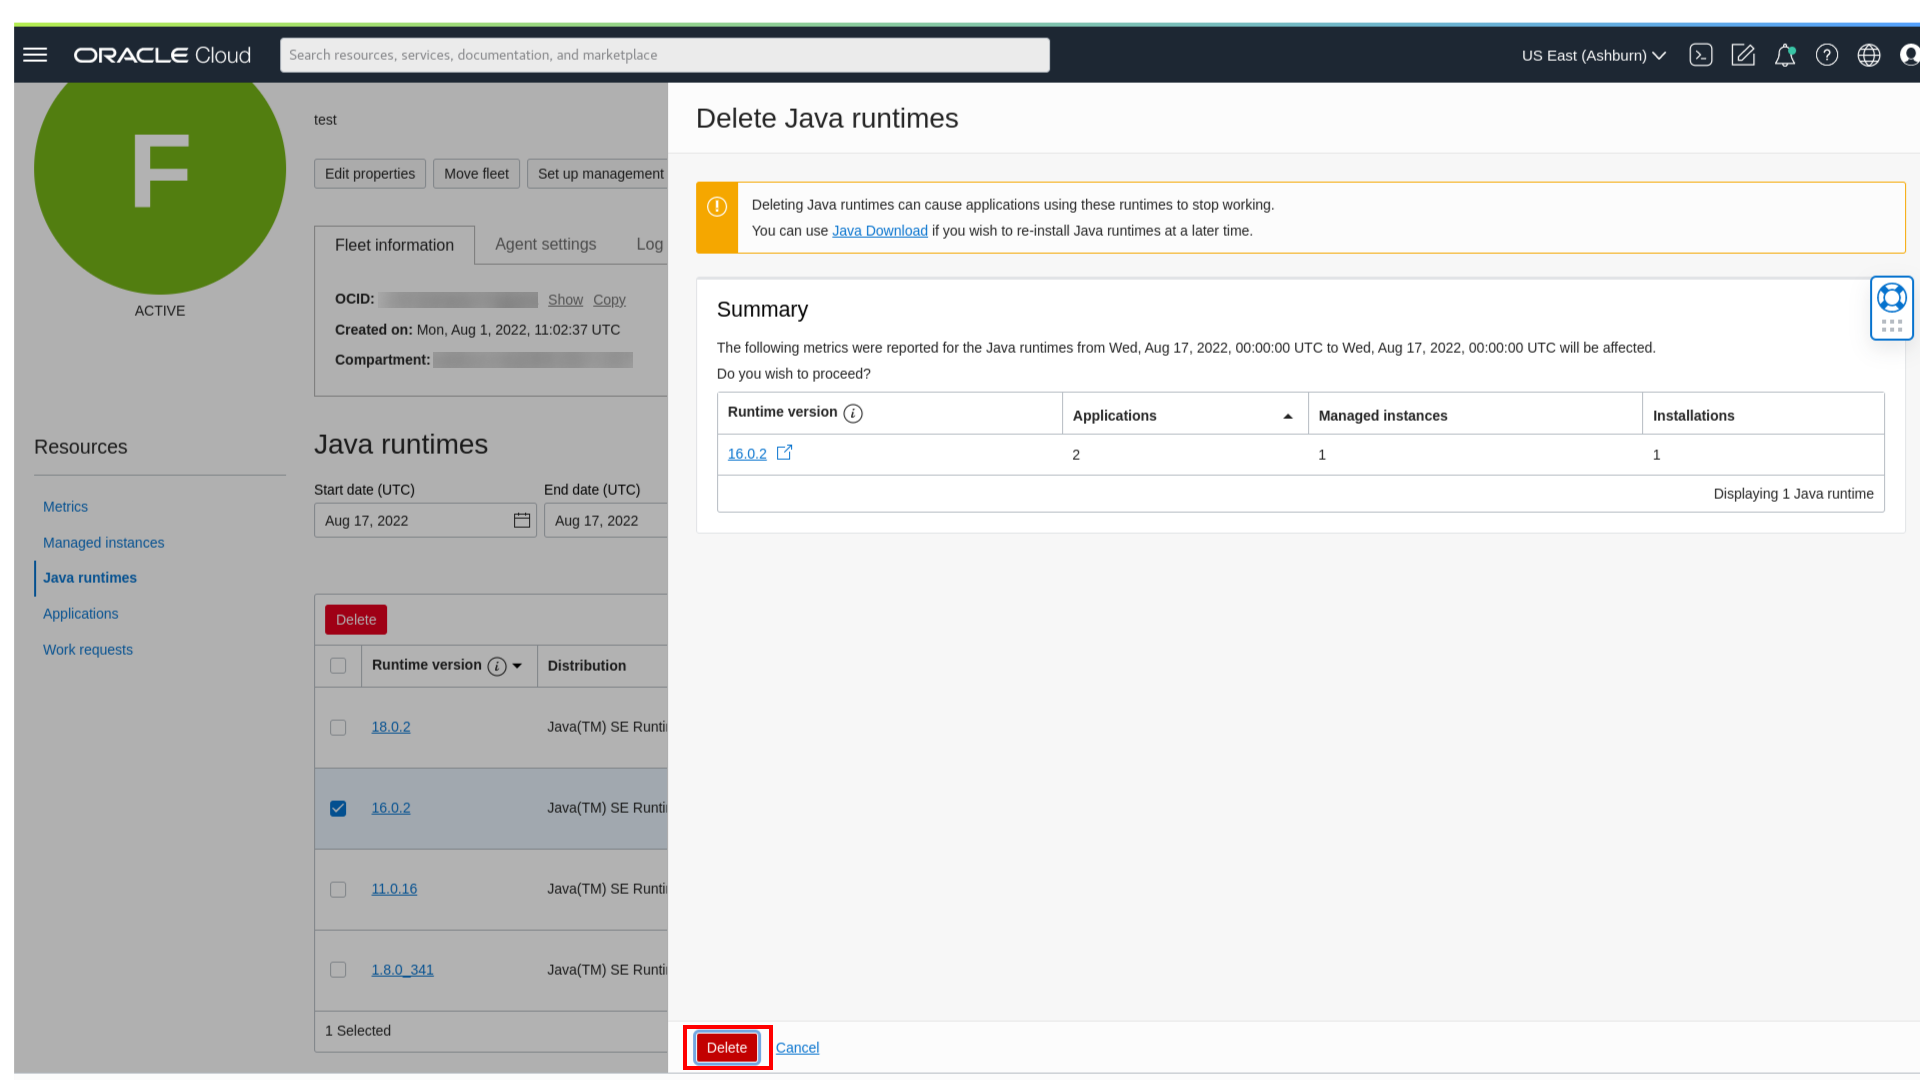 ORACLE Cloud
Search resources, services, documentation, and marketplace
US East (Ashburn)
F
ACTIVE
test
Edit properties Move fleet Set up management
Fleet information Agent settings Log
OCID: Show Copy
Created on: Mon, Aug 1, 2022, 11:02:37 UTC
Compartment:
Resources
Metrics
Managed instances
Java runtimes
Applications
Work requests
Java runtimes
Start date (UTC) End date (UTC)
Aug 17, 2022 Aug 17, 2022
Delete
Runtime version i Distribution
18.0.2 Java(TM) SE Runti
16.0.2 Java(TM) SE Runti
11.0.16 Java(TM) SE Runti
1.8.0_341 Java(TM) SE Runti
1 Selected
Delete Java runtimes
Deleting Java runtimes can cause applications using these runtimes to stop working.
You can use Java Download if you wish to re-install Java runtimes at a later time.
Summary
The following metrics were reported for the Java runtimes from Wed, Aug 17, 2022, 00:00:00 UTC to Wed, Aug 17, 2022, 00:00:00 UTC will be affected.
Do you wish to proceed?
Runtime version i Applications Managed instances Installations
16.0.2 2 1 1
Displaying 1 Java runtime
Delete Cancel